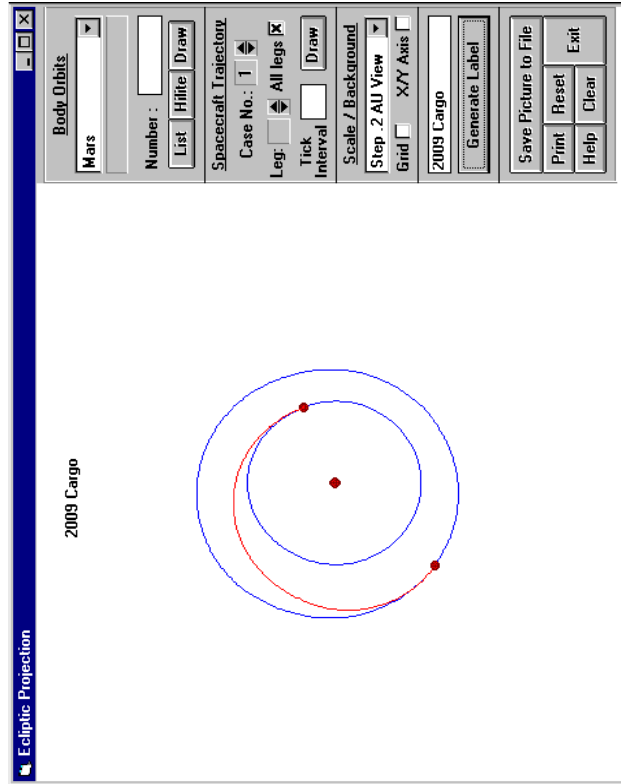 Ecliptic Projection
2009 Cargo
Body Orbits
Mars
Number :
List Hilite Draw
Spacecraft Trajectory
Case No.: 1
Leg: All legs
Tick
Interval
Draw
Scale / Background
Step .2 AU View
Grid X/Y Axis
2009 Cargo
Generate Label
Save Picture to File
Print Reset
Exit
Help Clear